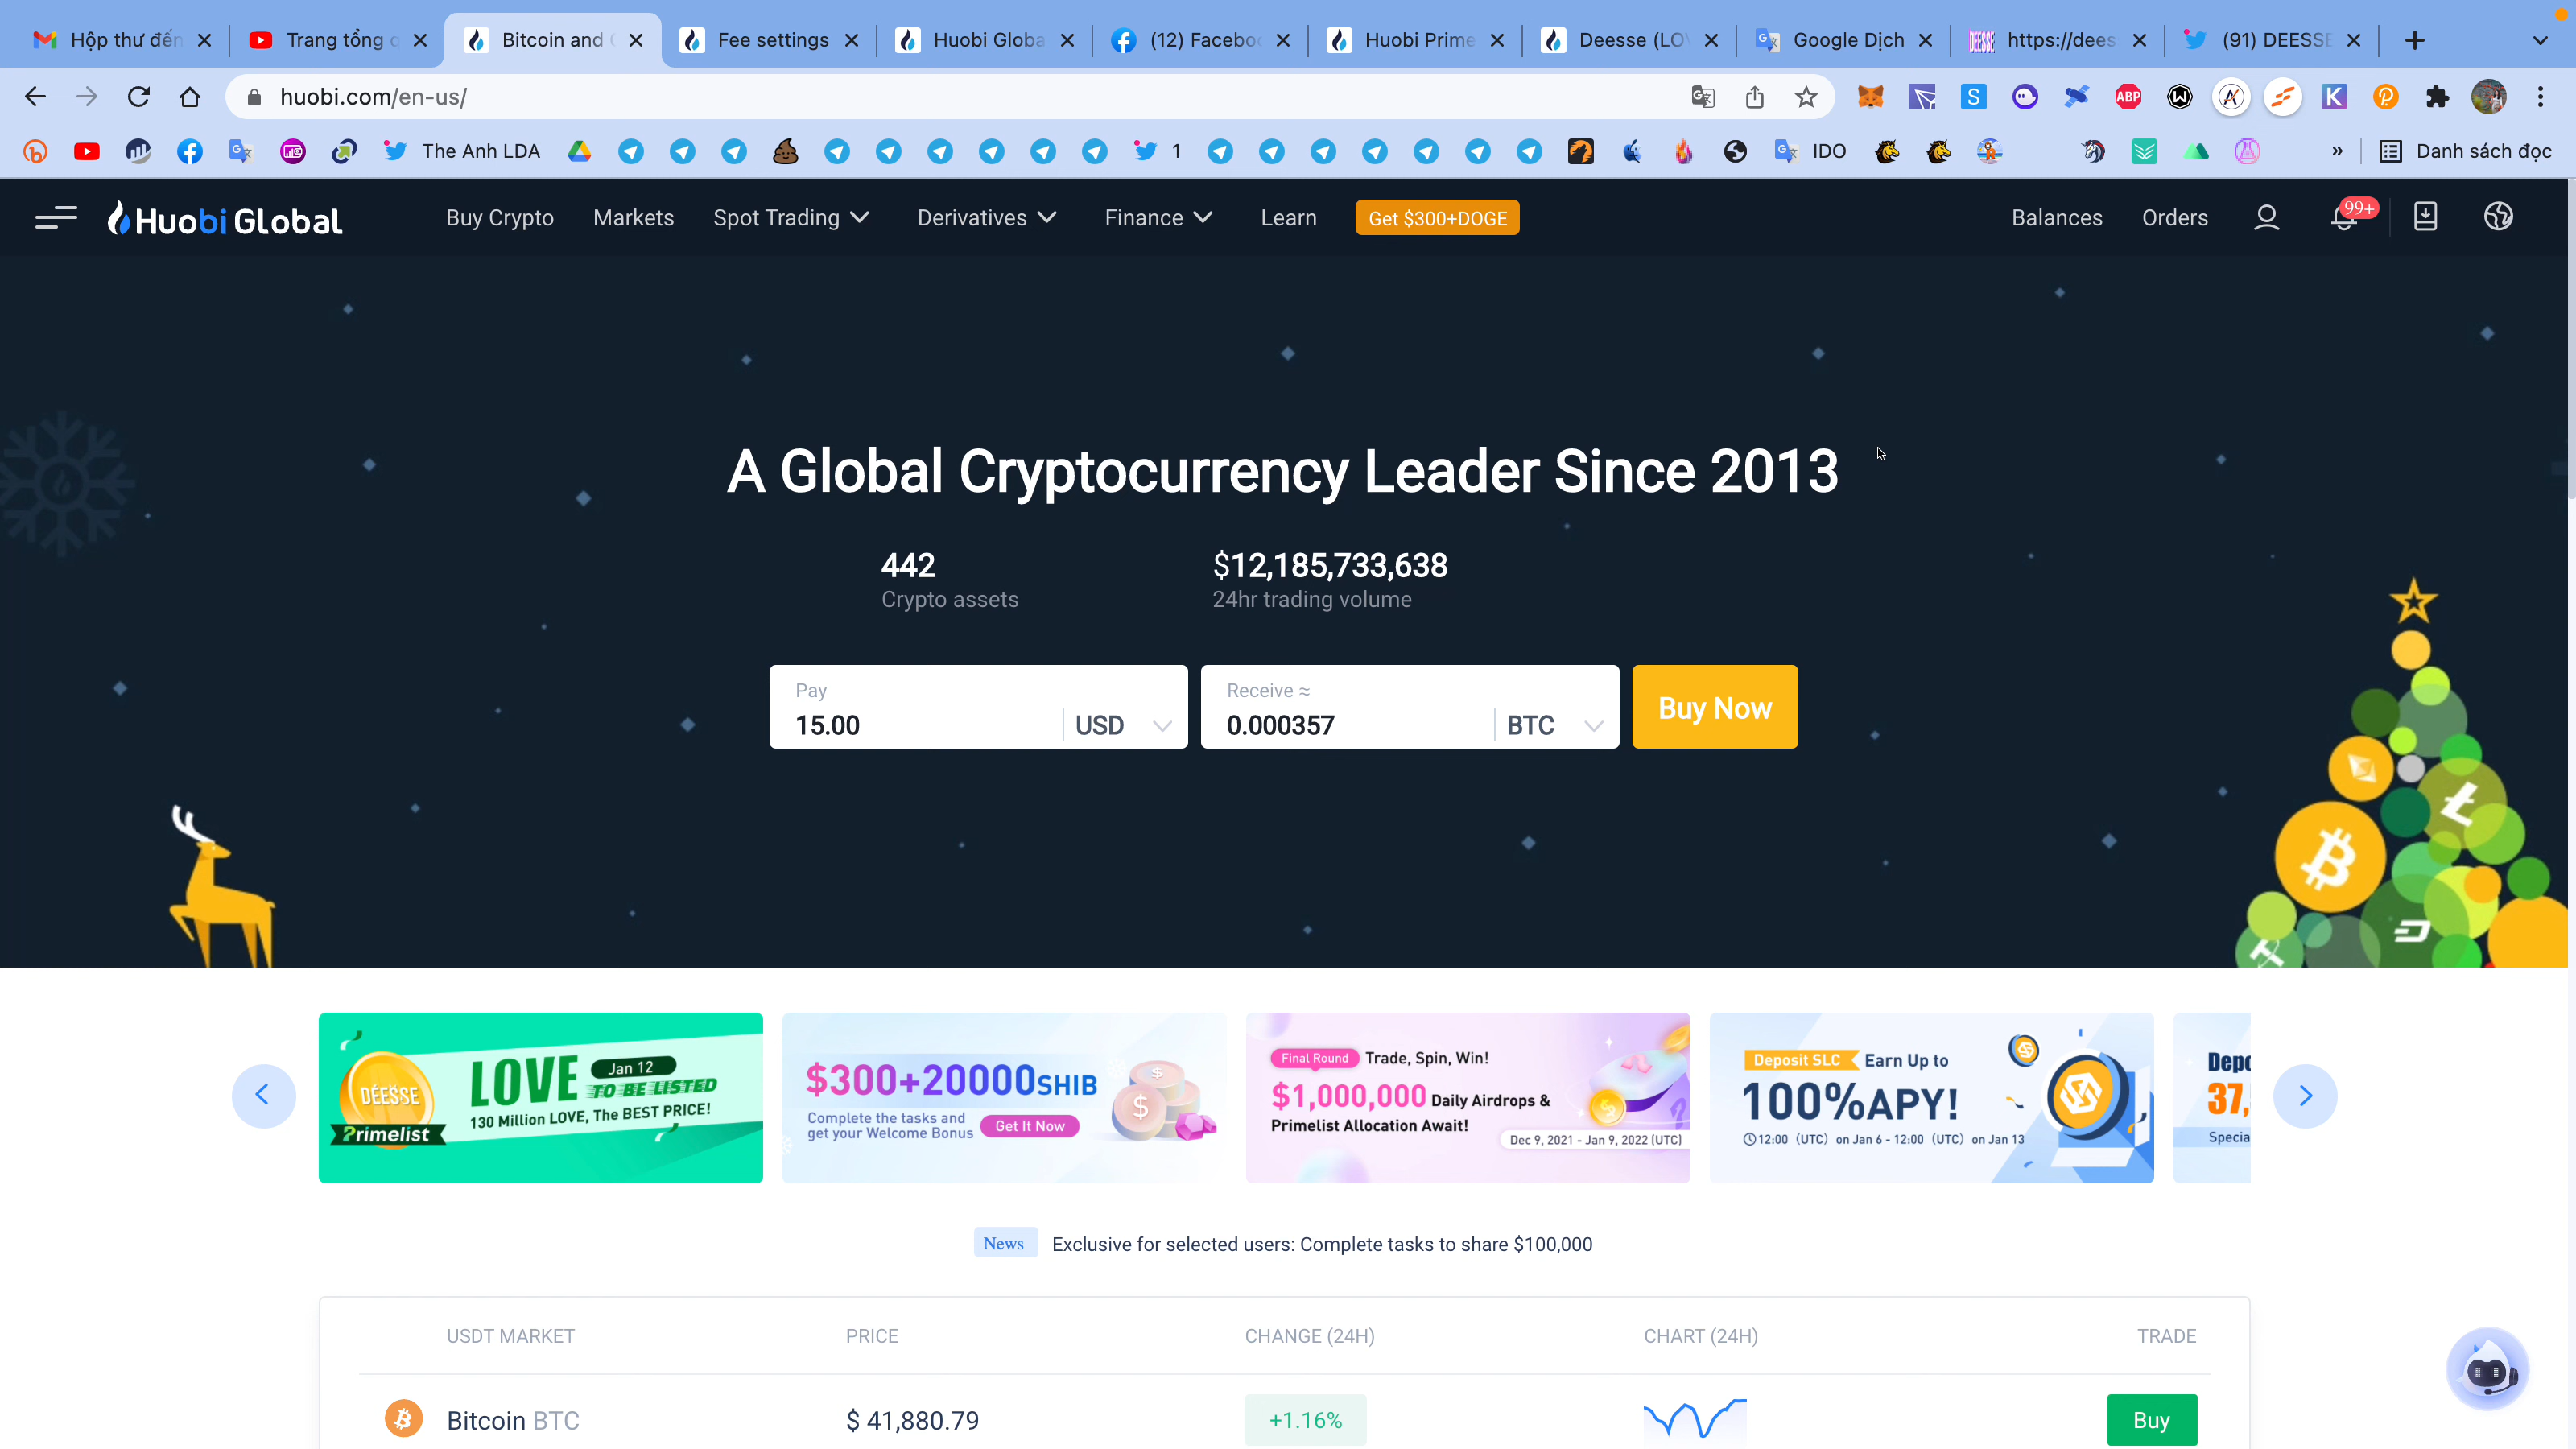 Hộp thư đến
Trang tổng q
Bitcoin and
Fee settings
Huobi Globa
(12) Faceboo
Huobi Prime
Deesse (LOV
Google Dịch
https://dees
(91) DEESSE
huobi.com/en-us/
ABP
The Anh LDA
1
IDO
»
Danh sách đọc
Huobi Global
Buy Crypto
Markets
Spot Trading
Derivatives
Finance
Learn
Get $300+DOGE
Balances
Orders
99+
A Global Cryptocurrency Leader Since 2013
442
Crypto assets
$12,185,733,638
24hr trading volume
Pay
15.00
USD
Receive ≈
0.000357
BTC
Buy Now
DÉESSE
Primelist
LOVE
Jan 12
TO BE LISTED
130 Million LOVE, The BEST PRICE!
$300+20000SHIB
Complete the tasks and
get your Welcome Bonus
Get It Now
Final Round
Trade, Spin, Win!
$1,000,000 Daily Airdrops &
Primelist Allocation Await!
Dec 9, 2021 - Jan 9, 2022 (UTC)
Deposit SLC
Earn Up to
100%APY!
12:00 (UTC) on Jan 6 - 12:00 (UTC) on Jan 13
Depo
37,
Specia
News
Exclusive for selected users: Complete tasks to share $100,000
USDT MARKET
PRICE
CHANGE (24H)
CHART (24H)
TRADE
Bitcoin BTC
$ 41,880.79
+1.16%
Buy